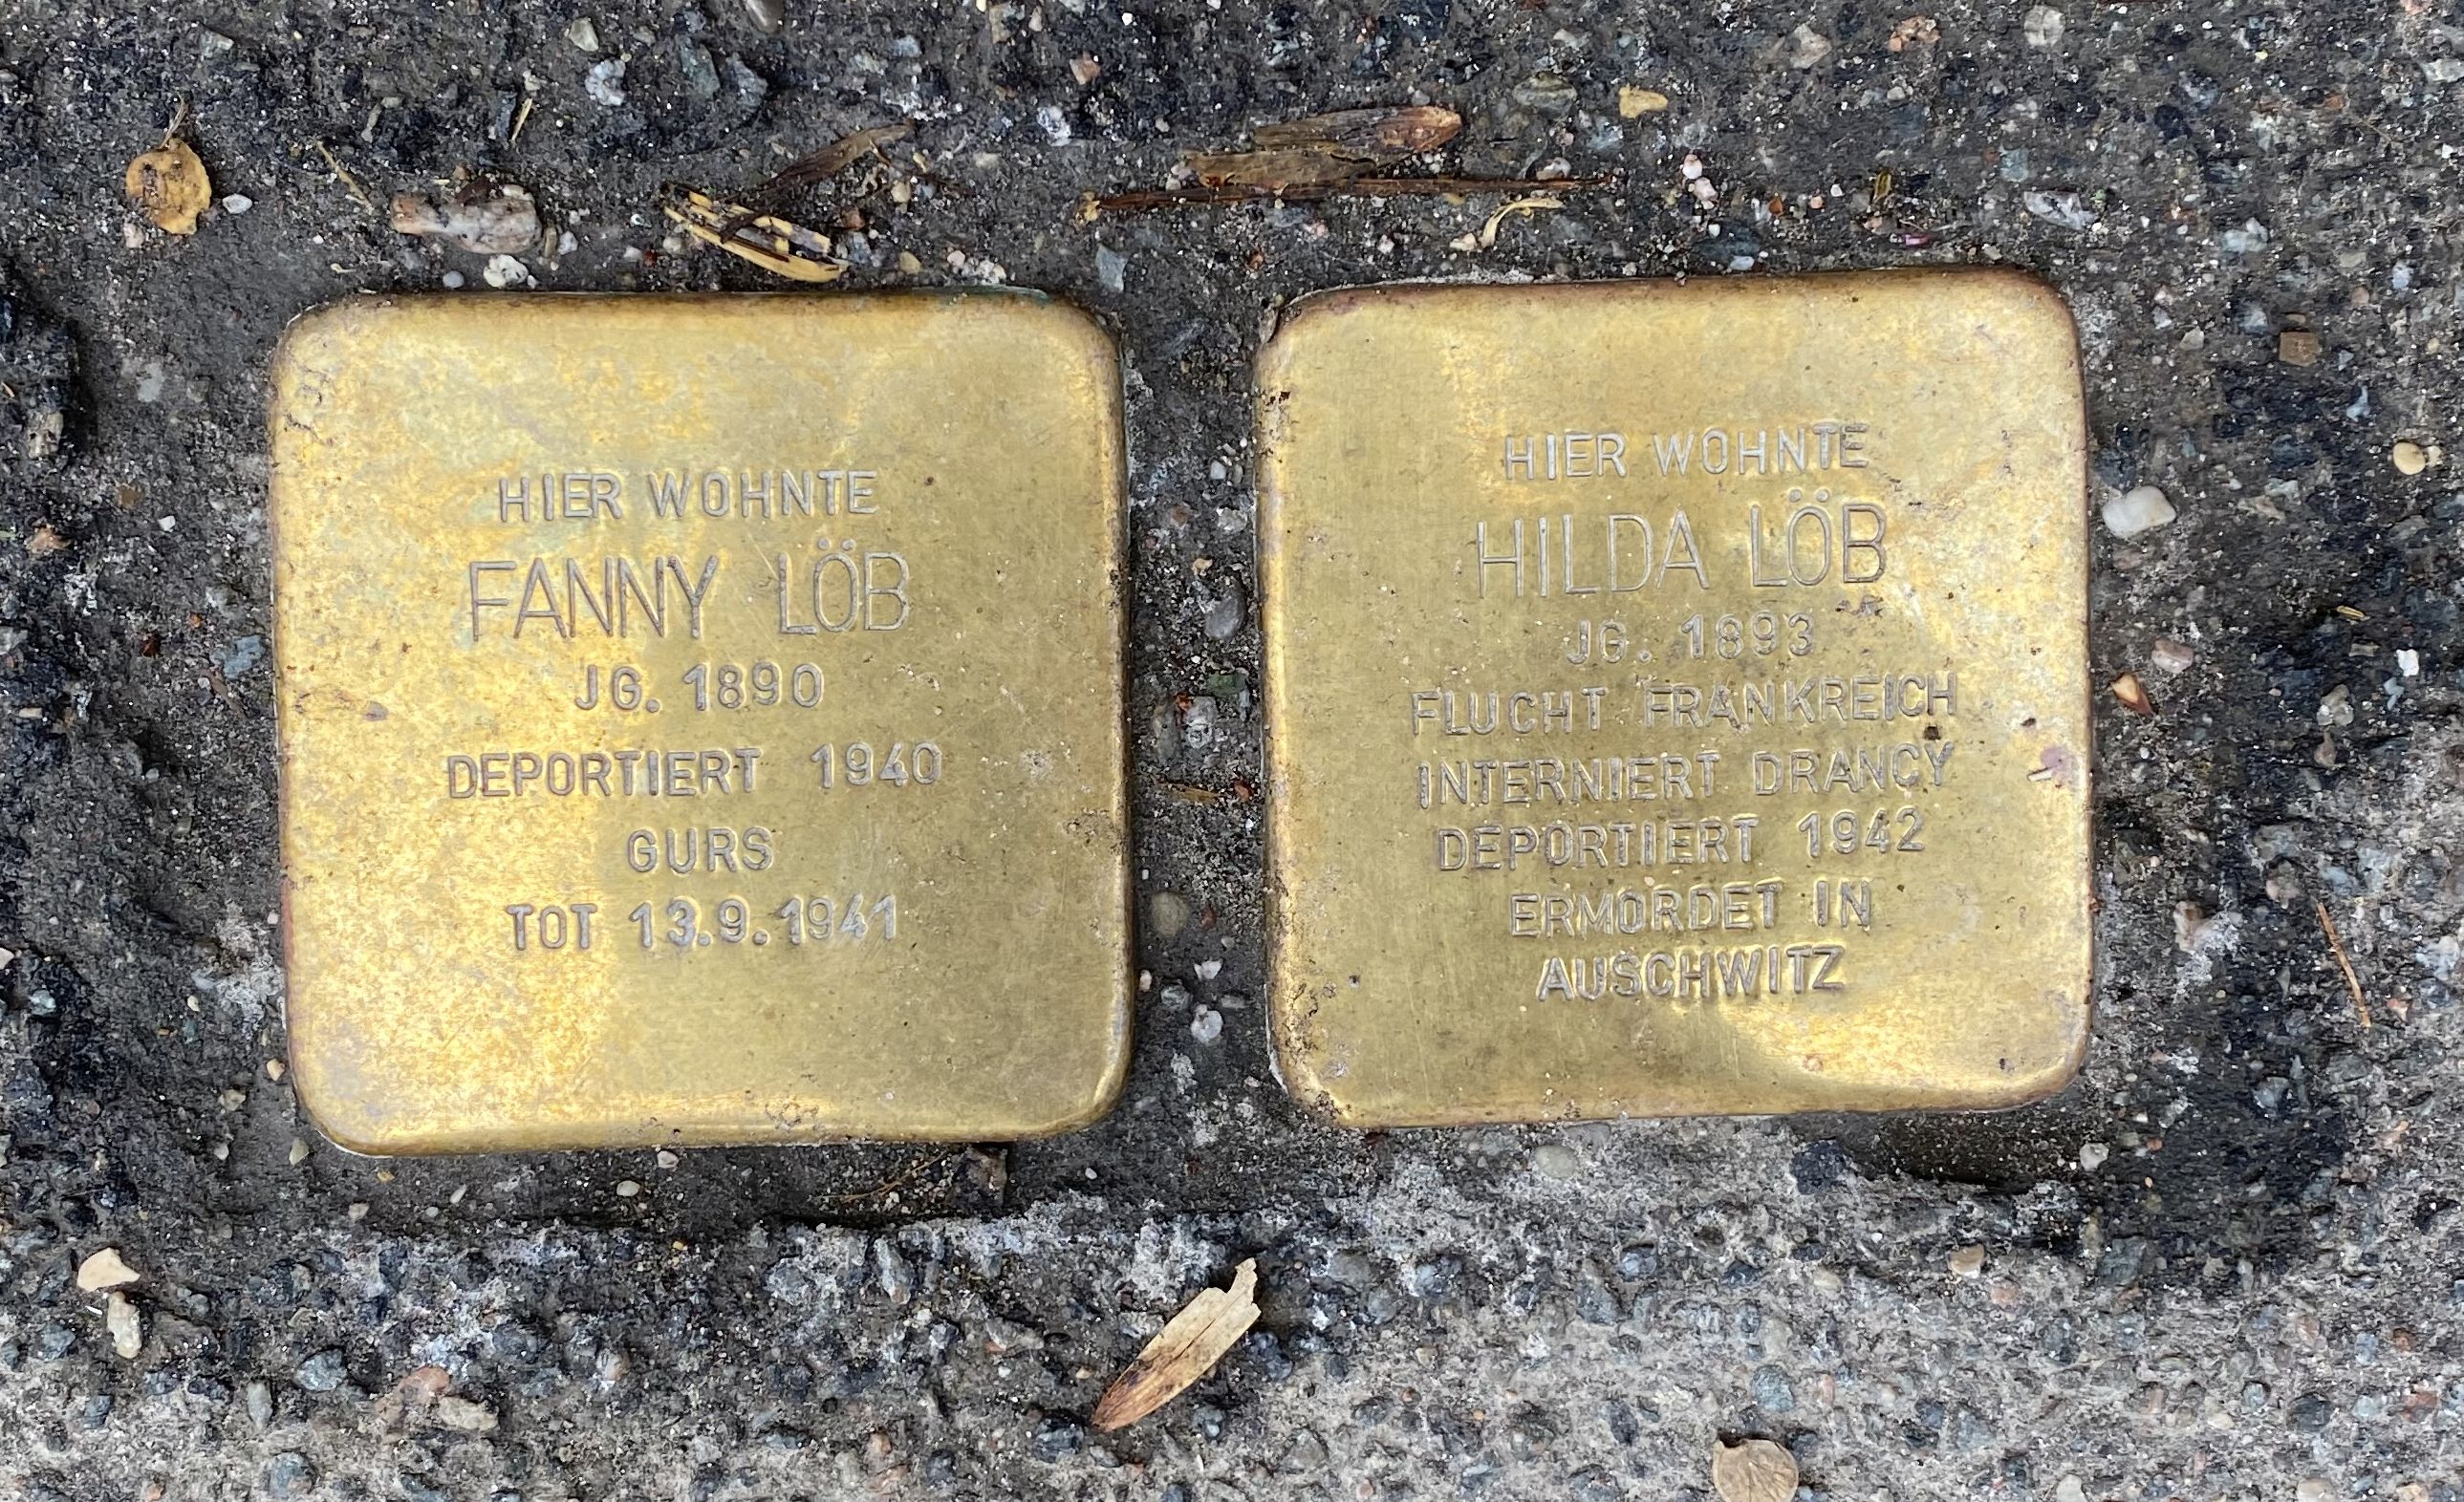 HIER WOHNTE
FANNY LÖB
JG. 1890
DEPORTIERT 1940
GURS
TOT 13.9.1941
HIER WOHNTE
HILDA LÖB
JG. 1893
FLUCHT FRANKREICH
INTERNIERT DRANCY
DEPORTIERT 1942
ERMORDET IN
AUSCHWITZ